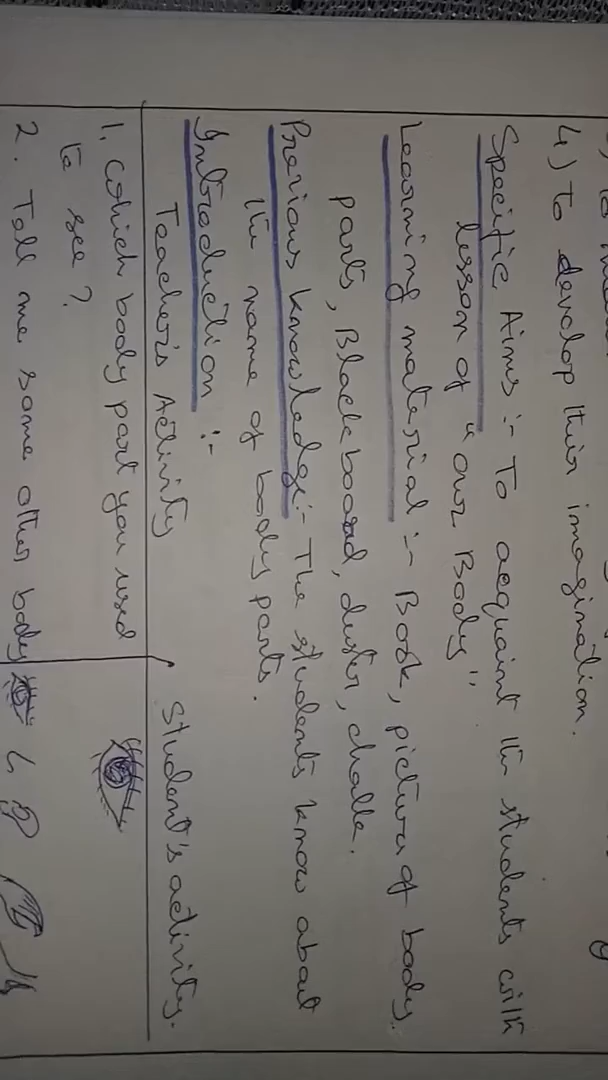 4) To develop their imagination.
Specific Aims :- To acquaint the students with
lesson of "our Body"
Learning material :- Book, picture of body
parts, Blackboard, duster, chalk.
Previous knowledge :- The students know about
the name of body parts.
Introduction :-
Teacher's Activity
Student's activity.
1. Which body part you used
to see?
2. Tell me some other body